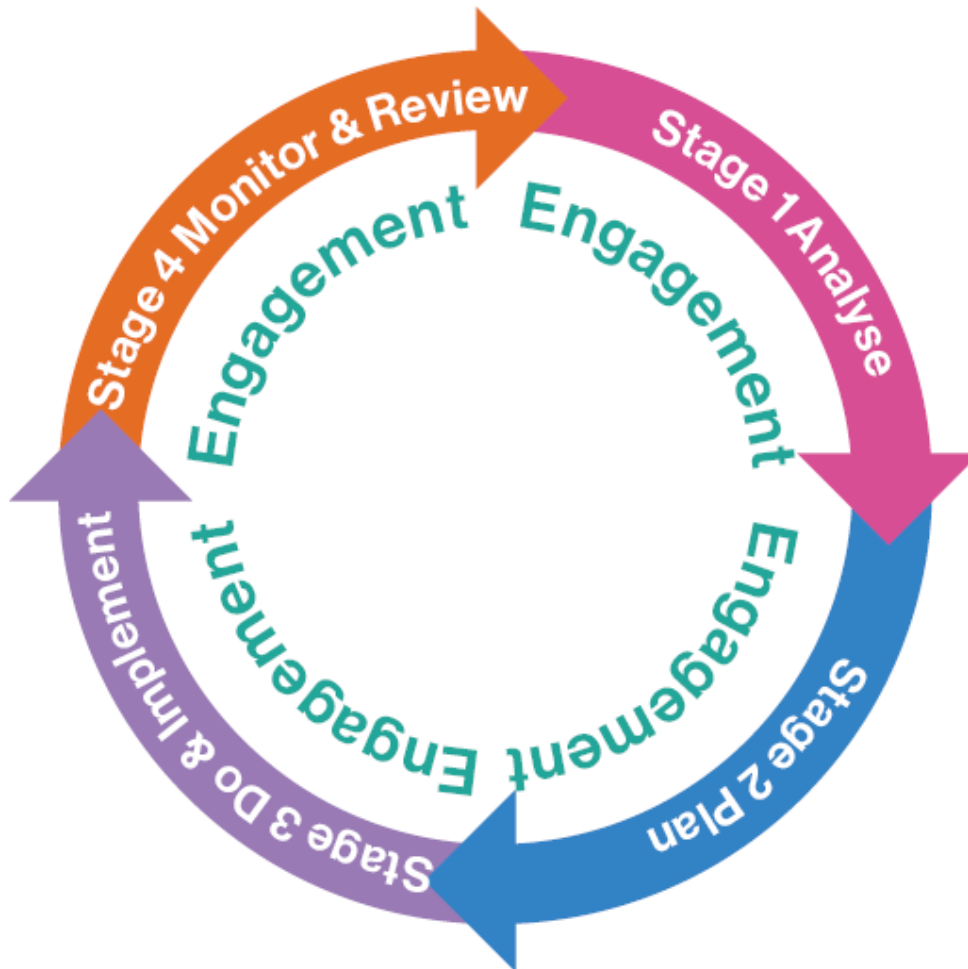 Stage 1 Analyse
Stage 2 Plan
Stage 3 Do & Implement
Stage 4 Monitor & Review
Engagement
Engagement
Engagement
Engagement